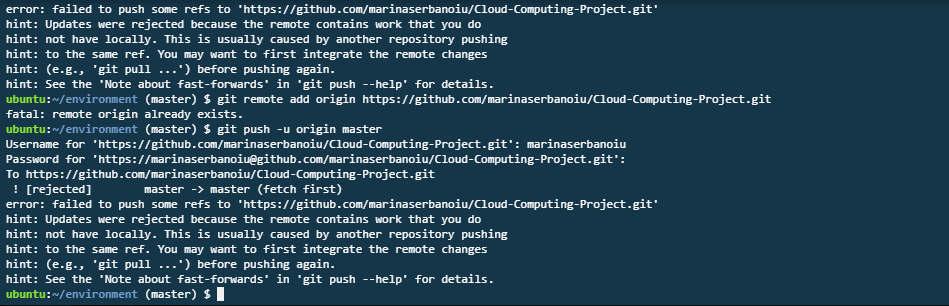 error: failed to push some refs to 'https://github.com/marinaserbanoiu/Cloud-Computing-Project.git'
hint: Updates were rejected because the remote contains work that you do
hint: not have locally. This is usually caused by another repository pushing
hint: to the same ref. You may want to first integrate the remote changes
hint: (e.g., 'git pull ...') before pushing again.
hint: See the 'Note about fast-forwards' in 'git push --help' for details.
ubuntu:~/environment (master) $ git remote add origin https://github.com/marinaserbanoiu/Cloud-Computing-Project.git
fatal: remote origin already exists.
ubuntu:~/environment (master) $ git push -u origin master
Username for 'https://github.com/marinaserbanoiu/Cloud-Computing-Project.git': marinaserbanoiu
Password for 'https://marinaserbanoiu@github.com/marinaserbanoiu/Cloud-Computing-Project.git':
To https://github.com/marinaserbanoiu/Cloud-Computing-Project.git
 ! [rejected]        master -> master (fetch first)
error: failed to push some refs to 'https://github.com/marinaserbanoiu/Cloud-Computing-Project.git'
hint: Updates were rejected because the remote contains work that you do
hint: not have locally. This is usually caused by another repository pushing
hint: to the same ref. You may want to first integrate the remote changes
hint: (e.g., 'git pull ...') before pushing again.
hint: See the 'Note about fast-forwards' in 'git push --help' for details.
ubuntu:~/environment (master) $